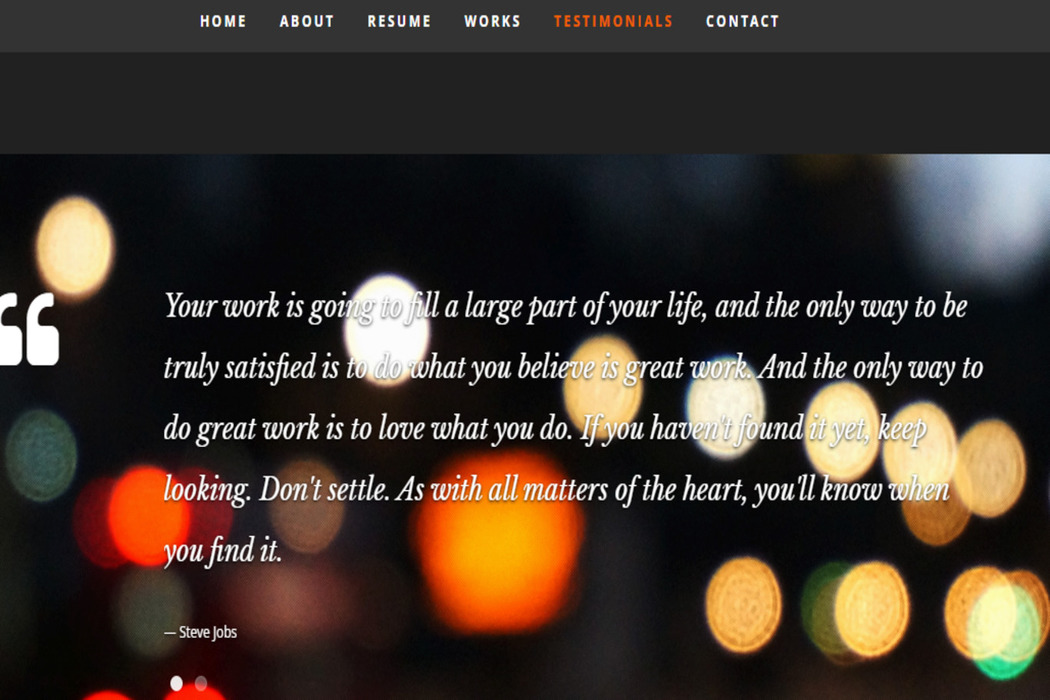 HOME ABOUT RESUME WORKS TESTIMONIALS CONTACT
“
Your work is going to fill a large part of your life, and the only way to be
truly satisfied is to do what you believe is great work. And the only way to
do great work is to love what you do. If you haven't found it yet, keep
looking. Don't settle. As with all matters of the heart, you'll know when
you find it.
— Steve Jobs